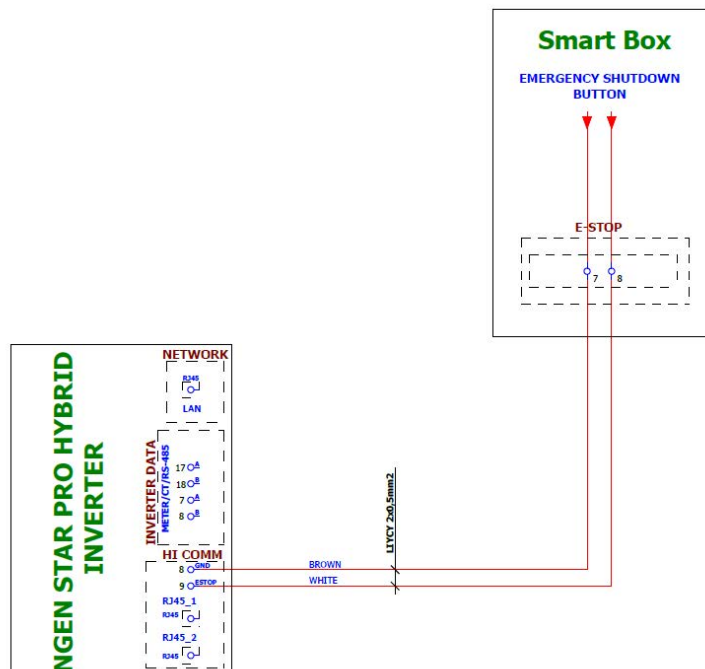 Smart Box
EMERGENCY SHUTDOWN
BUTTON
E-STOP
7 8
NGEN STAR PRO HYBRID
INVERTER
NETWORK
RJ45
LAN
INVERTER DATA
METER/CT/RS-485
17 A
18 B
7 A
8 B
HI COMM
8 GND
9 ESTOP
RJ45_1
RJ45
RJ45_2
RJ45
BROWN
WHITE
LIYCY 2x0,5mm2